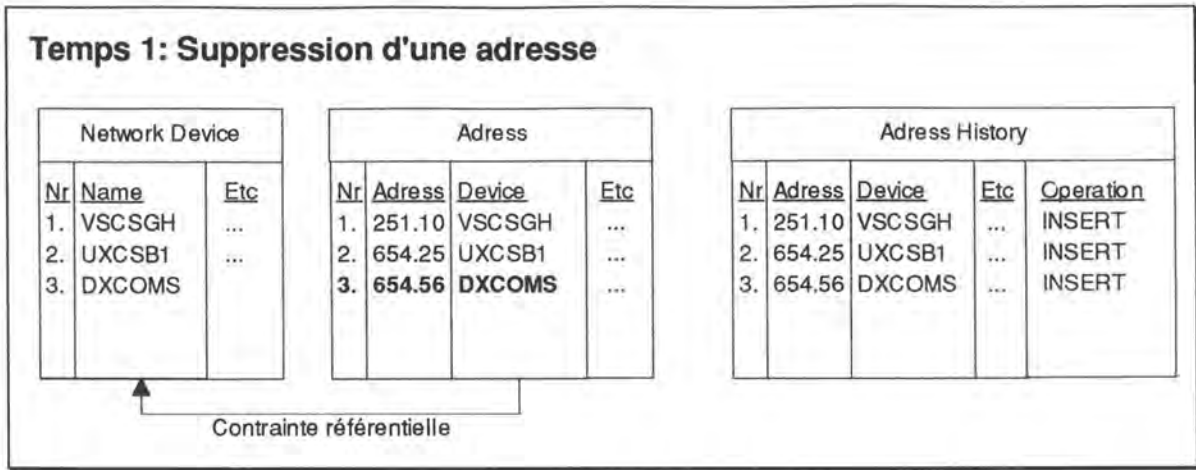 Temps 1: Suppression d'une adresse
Network Device
Nr Name Etc
1. VSCSGH ...
2. UXCSB1 ...
3. DXCOMS
Adress
Nr Adress Device Etc
1. 251.10 VSCSGH ...
2. 654.25 UXCSB1 ...
3. 654.56 DXCOMS ...
Adress History
Nr Adress Device Etc Operation
1. 251.10 VSCSGH ... INSERT
2. 654.25 UXCSB1 ... INSERT
3. 654.56 DXCOMS ... INSERT
Contrainte référentielle